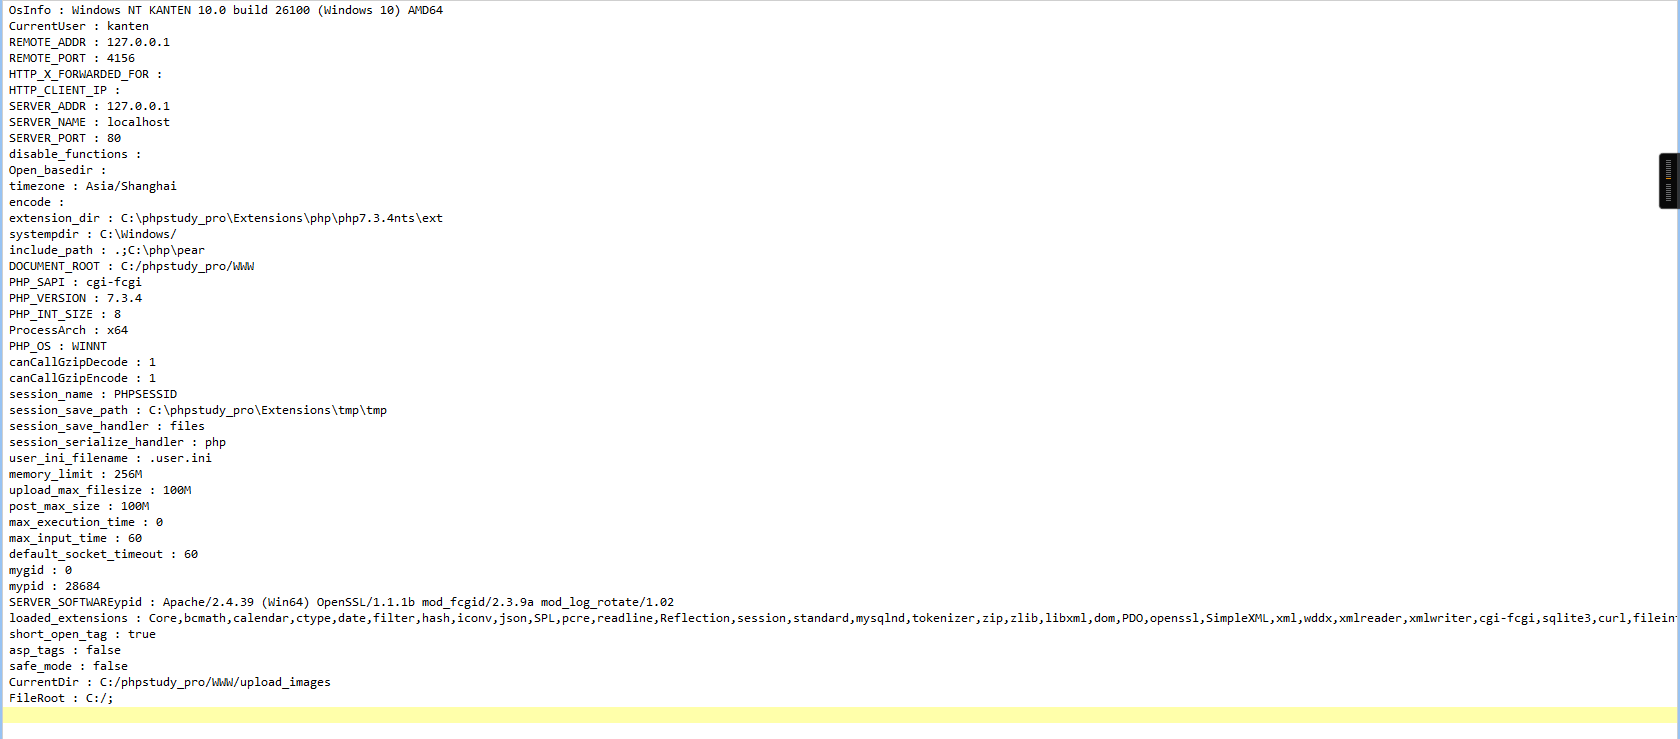 OsInfo : Windows NT KANTEN 10.0 build 26100 (Windows 10) AMD64
CurrentUser : kanten
REMOTE_ADDR : 127.0.0.1
REMOTE_PORT : 4156
HTTP_X_FORWARDED_FOR :
HTTP_CLIENT_IP :
SERVER_ADDR : 127.0.0.1
SERVER_NAME : localhost
SERVER_PORT : 80
disable_functions :
Open_basedir :
timezone : Asia/Shanghai
encode :
extension_dir : C:\phpstudy_pro\Extensions\php\php7.3.4nts\ext
systempdir : C:\Windows/
include_path : .;C:\php\pear
DOCUMENT_ROOT : C:/phpstudy_pro/WWW
PHP_SAPI : cgi-fcgi
PHP_VERSION : 7.3.4
PHP_INT_SIZE : 8
ProcessArch : x64
PHP_OS : WINNT
canCallGzipDecode : 1
canCallGzipEncode : 1
session_name : PHPSESSID
session_save_path : C:\phpstudy_pro\Extensions\tmp\tmp
session_save_handler : files
session_serialize_handler : php
user_ini_filename : .user.ini
memory_limit : 256M
upload_max_filesize : 100M
post_max_size : 100M
max_execution_time : 0
max_input_time : 60
default_socket_timeout : 60
mygid : 0
mypid : 28684
SERVER_SOFTWAREypid : Apache/2.4.39 (Win64) OpenSSL/1.1.1b mod_fcgid/2.3.9a mod_log_rotate/1.02
loaded_extensions : Core,bcmath,calendar,ctype,date,filter,hash,iconv,json,SPL,pcre,readline,Reflection,session,standard,mysqlnd,tokenizer,zip,zlib,libxml,dom,PDO,openssl,SimpleXML,xml,wddx,xmlreader,xmlwriter,cgi-fcgi,sqlite3,curl,filein
short_open_tag : true
asp_tags : false
safe_mode : false
CurrentDir : C:/phpstudy_pro/WWW/upload_images
FileRoot : C:/;